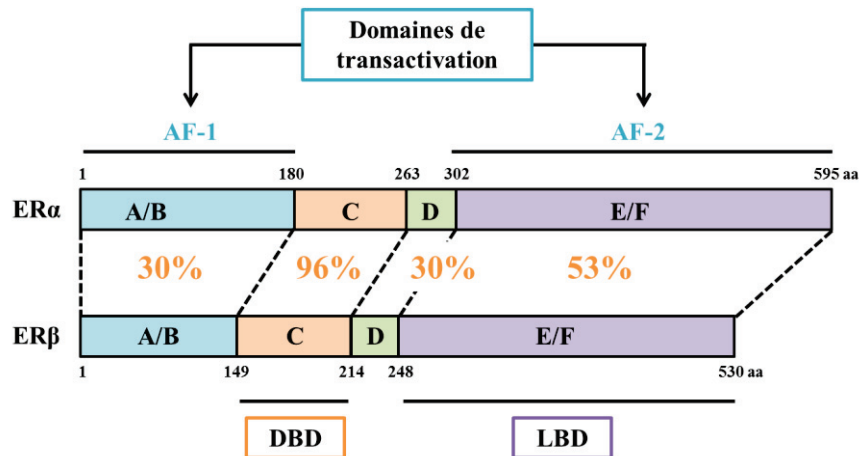 Domaines de
transactivation
AF-1 AF-2
1 180 263 302 595 aa
ERα A/B C D E/F
30% 96% 30% 53%
ERβ A/B C D E/F
1 149 214 248 530 aa
DBD LBD